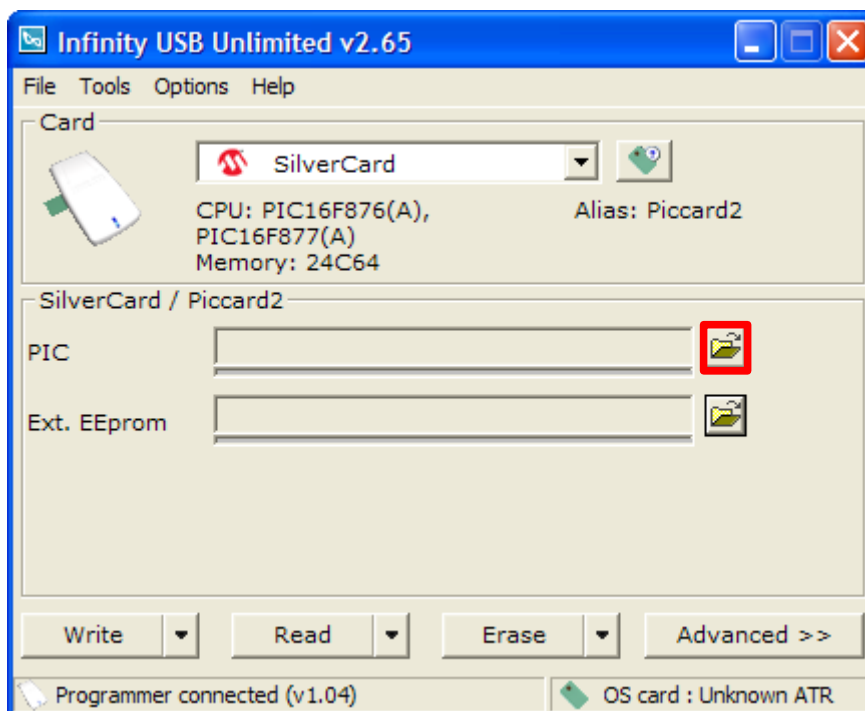 Infinity USB Unlimited v2.65
File Tools Options Help
Card
SilverCard
CPU: PIC16F876(A), Alias: Piccard2
PIC16F877(A)
Memory: 24C64
SilverCard / Piccard2
PIC
Ext. EEprom
Write Read Erase Advanced >>
Programmer connected (v1.04) OS card : Unknown ATR